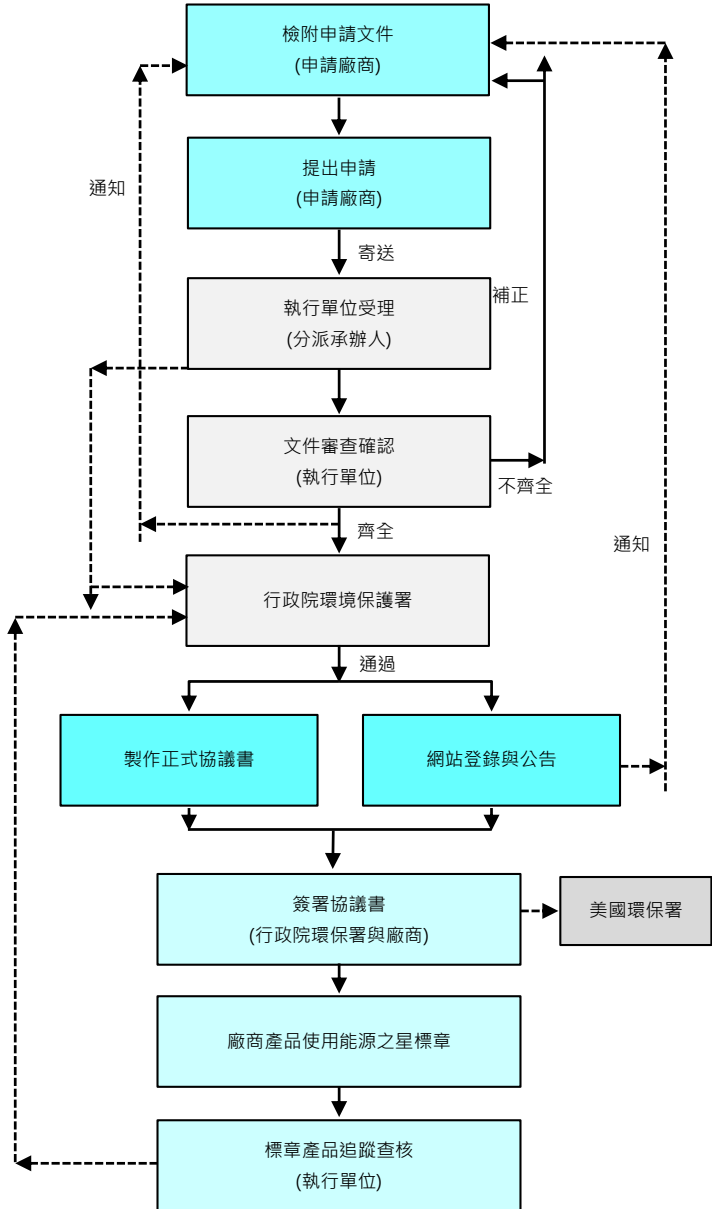 檢附申請文件
(申請廠商)
提出申請
(申請廠商)
通知
寄送
執行單位受理
(分派承辦人)
補正
文件審查確認
(執行單位)
不齊全
齊全
通知
行政院環境保護署
通過
製作正式協議書
網站登錄與公告
簽署協議書
(行政院環保署與廠商)
美國環保署
廠商產品使用能源之星標章
標章產品追蹤查核
(執行單位)